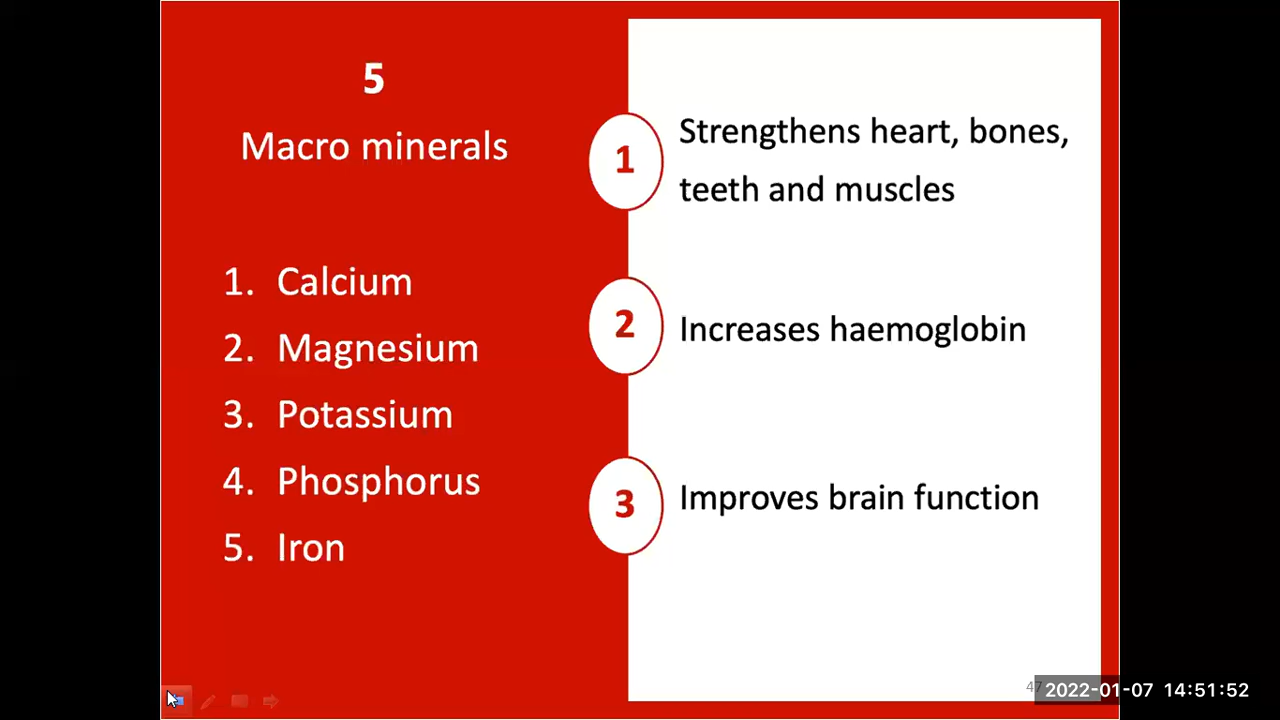 5
Macro minerals
1. Calcium
2. Magnesium
3. Potassium
4. Phosphorus
5. Iron
1
Strengthens heart, bones,
teeth and muscles
2
Increases haemoglobin
3
Improves brain function
47
2022-01-07 14:51:52